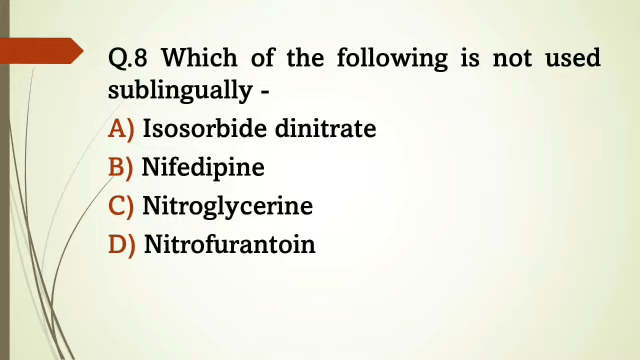 Q.8 Which of the following is not used
sublingually -
A) Isosorbide dinitrate
B) Nifedipine
C) Nitroglycerine
D) Nitrofurantoin